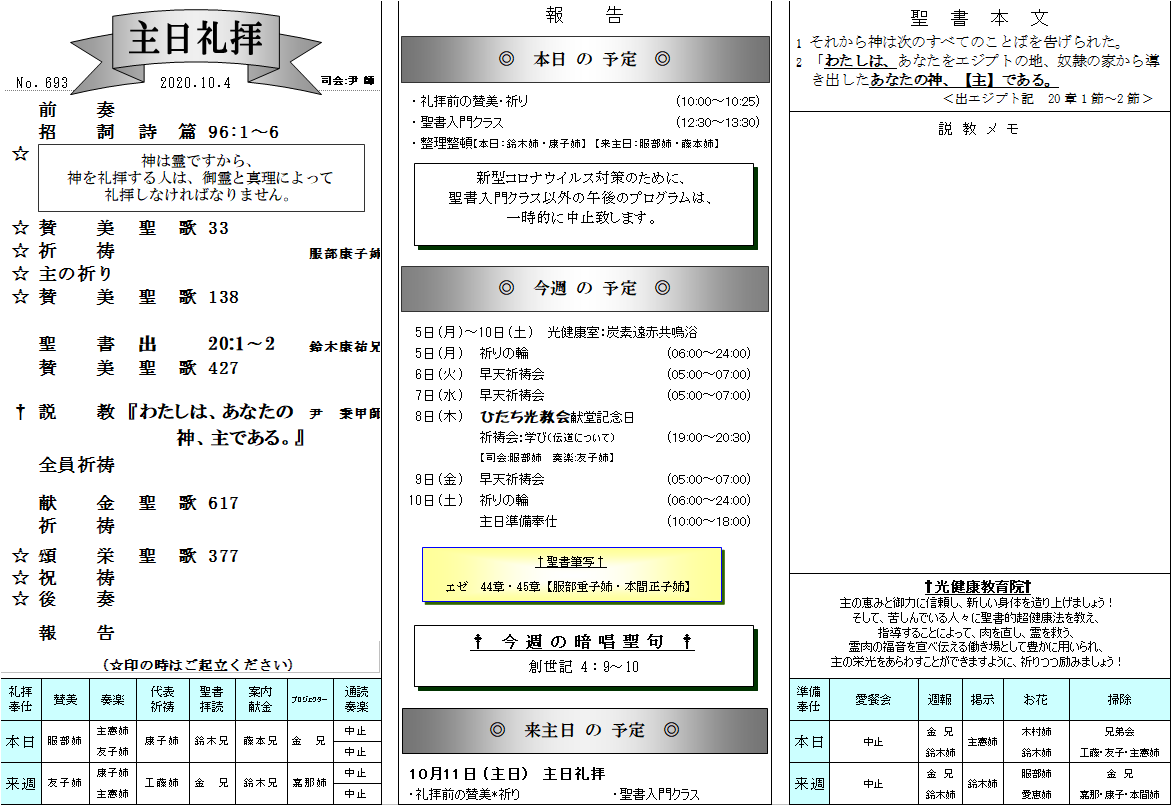 主日礼拝
No. 693 2020.10.4 司会:尹 師
前 奏
招 詞 詩 篇 96:1～6
☆
神は霊ですから、
神を礼拝する人は、御霊と真理によって
礼拝しなければなりません。
☆ 賛 美 聖 歌 33
☆ 祈 祷 服部康子姉
☆ 主の祈り
☆ 賛 美 聖 歌 138
聖 書 出 20:1～2 鈴木康祐兄
賛 美 聖 歌 427
† 説 教 『わたしは、あなたの 尹 秉甲師
神、主である。』
全員祈祷
献 金 聖 歌 617
祈 祷
☆ 頌 栄 聖 歌 377
☆ 祝 祷
☆ 後 奏
報 告
(☆印の時はご起立ください)
礼拝奉仕 賛美 奏楽 代表祈祷 聖書拝読 案内献金 プロジェクター 通読奏楽
本日 服部姉 主憲姉 友子姉 康子姉 鈴木兄 藤本兄 金 兄 中止 中止
来週 友子姉 康子姉 主憲姉 工藤姉 金 兄 鈴木兄 嘉那姉 中止 中止
報 告
◎ 本日 の 予定 ◎
・礼拝前の賛美・祈り (10:00～10:25)
・聖書入門クラス (12:30～13:30)
・整理整頓【本日：鈴木姉・康子姉】【来主日：服部姉・藤本姉】
新型コロナウイルス対策のために、
聖書入門クラス以外の午後のプログラムは、
一時的に中止致します。
◎ 今週 の 予定 ◎
5日(月)～10日(土) 光健康室：炭素遠赤共鳴浴
5日(月) 祈りの輪 (06:00～24:00)
6日(火) 早天祈祷会 (05:00～07:00)
7日(水) 早天祈祷会 (05:00～07:00)
8日(木) ひたち光教会献堂記念日
祈祷会：学び(伝道について) (19:00～20:30)
【司会:服部姉 奏楽:友子姉】
9日(金) 早天祈祷会 (05:00～07:00)
10日(土) 祈りの輪 (06:00～24:00)
主日準備奉仕 (10:00～18:00)
†聖書筆写†
エゼ 44章・45章【服部重子姉・本間正子姉】
† 今週の暗唱聖句 †
創世記 4：9～10
◎ 来主日 の 予定 ◎
10月11日(主日) 主日礼拝
・礼拝前の賛美*祈り ・聖書入門クラス
聖 書 本 文
1 それから神は次のすべてのことばを告げられた。
2 「わたしは、あなたをエジプトの地、奴隷の家から導
き出したあなたの神、【主】である。
＜出エジプト記 20章1節～2節＞
説 教 メ モ
†光健康教育院†
主の恵みと御力に信頼し、新しい身体を造り上げましょう！
そして、苦しんでいる人々に聖書的超健康法を教え、
指導することによって、肉を直し、霊を救う、
霊肉の福音を宣べ伝える働き場として豊かに用いられ、
主の栄光をあらわすことができますように、祈りつつ励みましょう！
準備奉仕 愛餐会 週報 掲示 お花 掃除
本日 中止 金 兄 鈴木姉 主憲姉 木村姉 鈴木姉 兄弟会 工藤・友子・主憲姉
来週 中止 金 兄 鈴木姉 鈴木姉 服部姉 愛恵姉 金 兄 嘉那・康子・本間姉